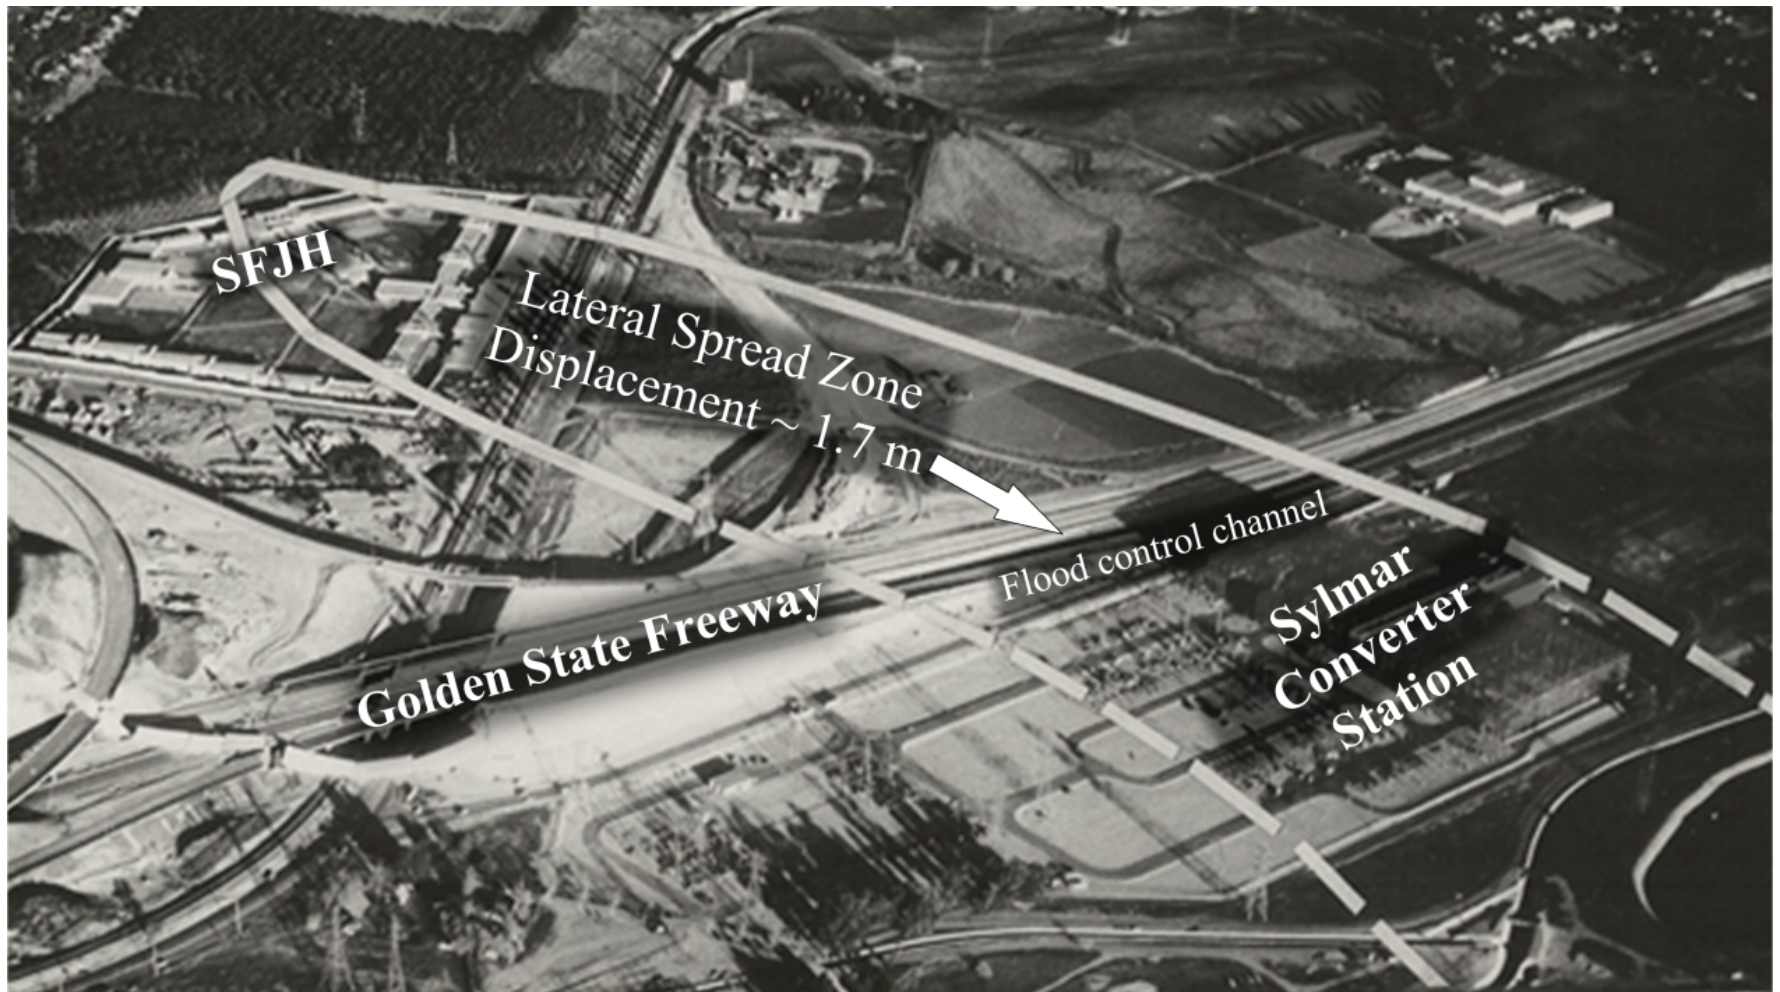 SFJH
Lateral Spread Zone
Displacement ~ 1.7 m
Flood control channel
Golden State Freeway
Sylmar
Converter
Station